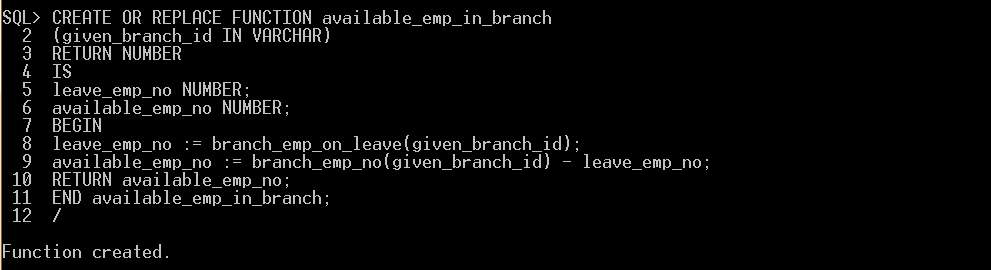 SQL> CREATE OR REPLACE FUNCTION available_emp_in_branch
2 (given_branch_id IN VARCHAR)
3 RETURN NUMBER
4 IS
5 leave_emp_no NUMBER;
6 available_emp_no NUMBER;
7 BEGIN
8 leave_emp_no := branch_emp_on_leave(given_branch_id);
9 available_emp_no := branch_emp_no(given_branch_id) - leave_emp_no;
10 RETURN available_emp_no;
11 END available_emp_in_branch;
12 /
Function created.